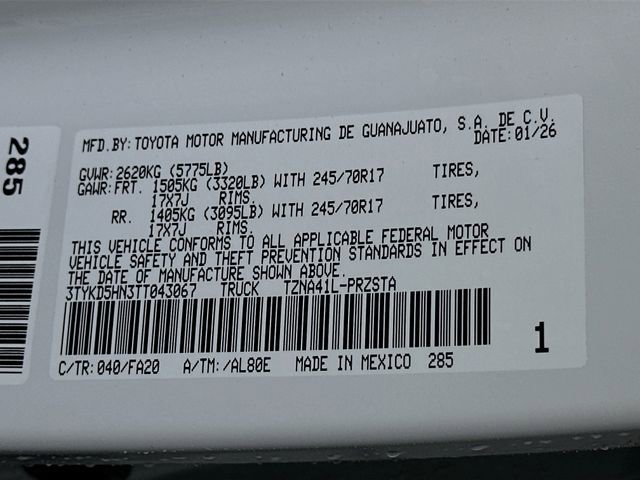 MFD.BY: TOYOTA MOTOR MANUFACTURING DE GUANAJUATO, S.A. DE C.V.
DATE: 01/26
GVWR: 2620KG (5775LB)
GAWR: FRT. 1505KG (3320LB) WITH 245/70R17 TIRES,
17X7J RIMS.
RR. 1405KG (3095LB) WITH 245/70R17 TIRES,
17X7J RIMS.
THIS VEHICLE CONFORMS TO ALL APPLICABLE FEDERAL MOTOR
VEHICLE SAFETY AND THEFT PREVENTION STANDARDS IN EFFECT ON
THE DATE OF MANUFACTURE SHOWN ABOVE.
3TYKD5HN3TT043067 TRUCK TZNA41L-PRZSTA
1
C/TR: 040/FA20 A/TM: /AL80E MADE IN MEXICO 285
285